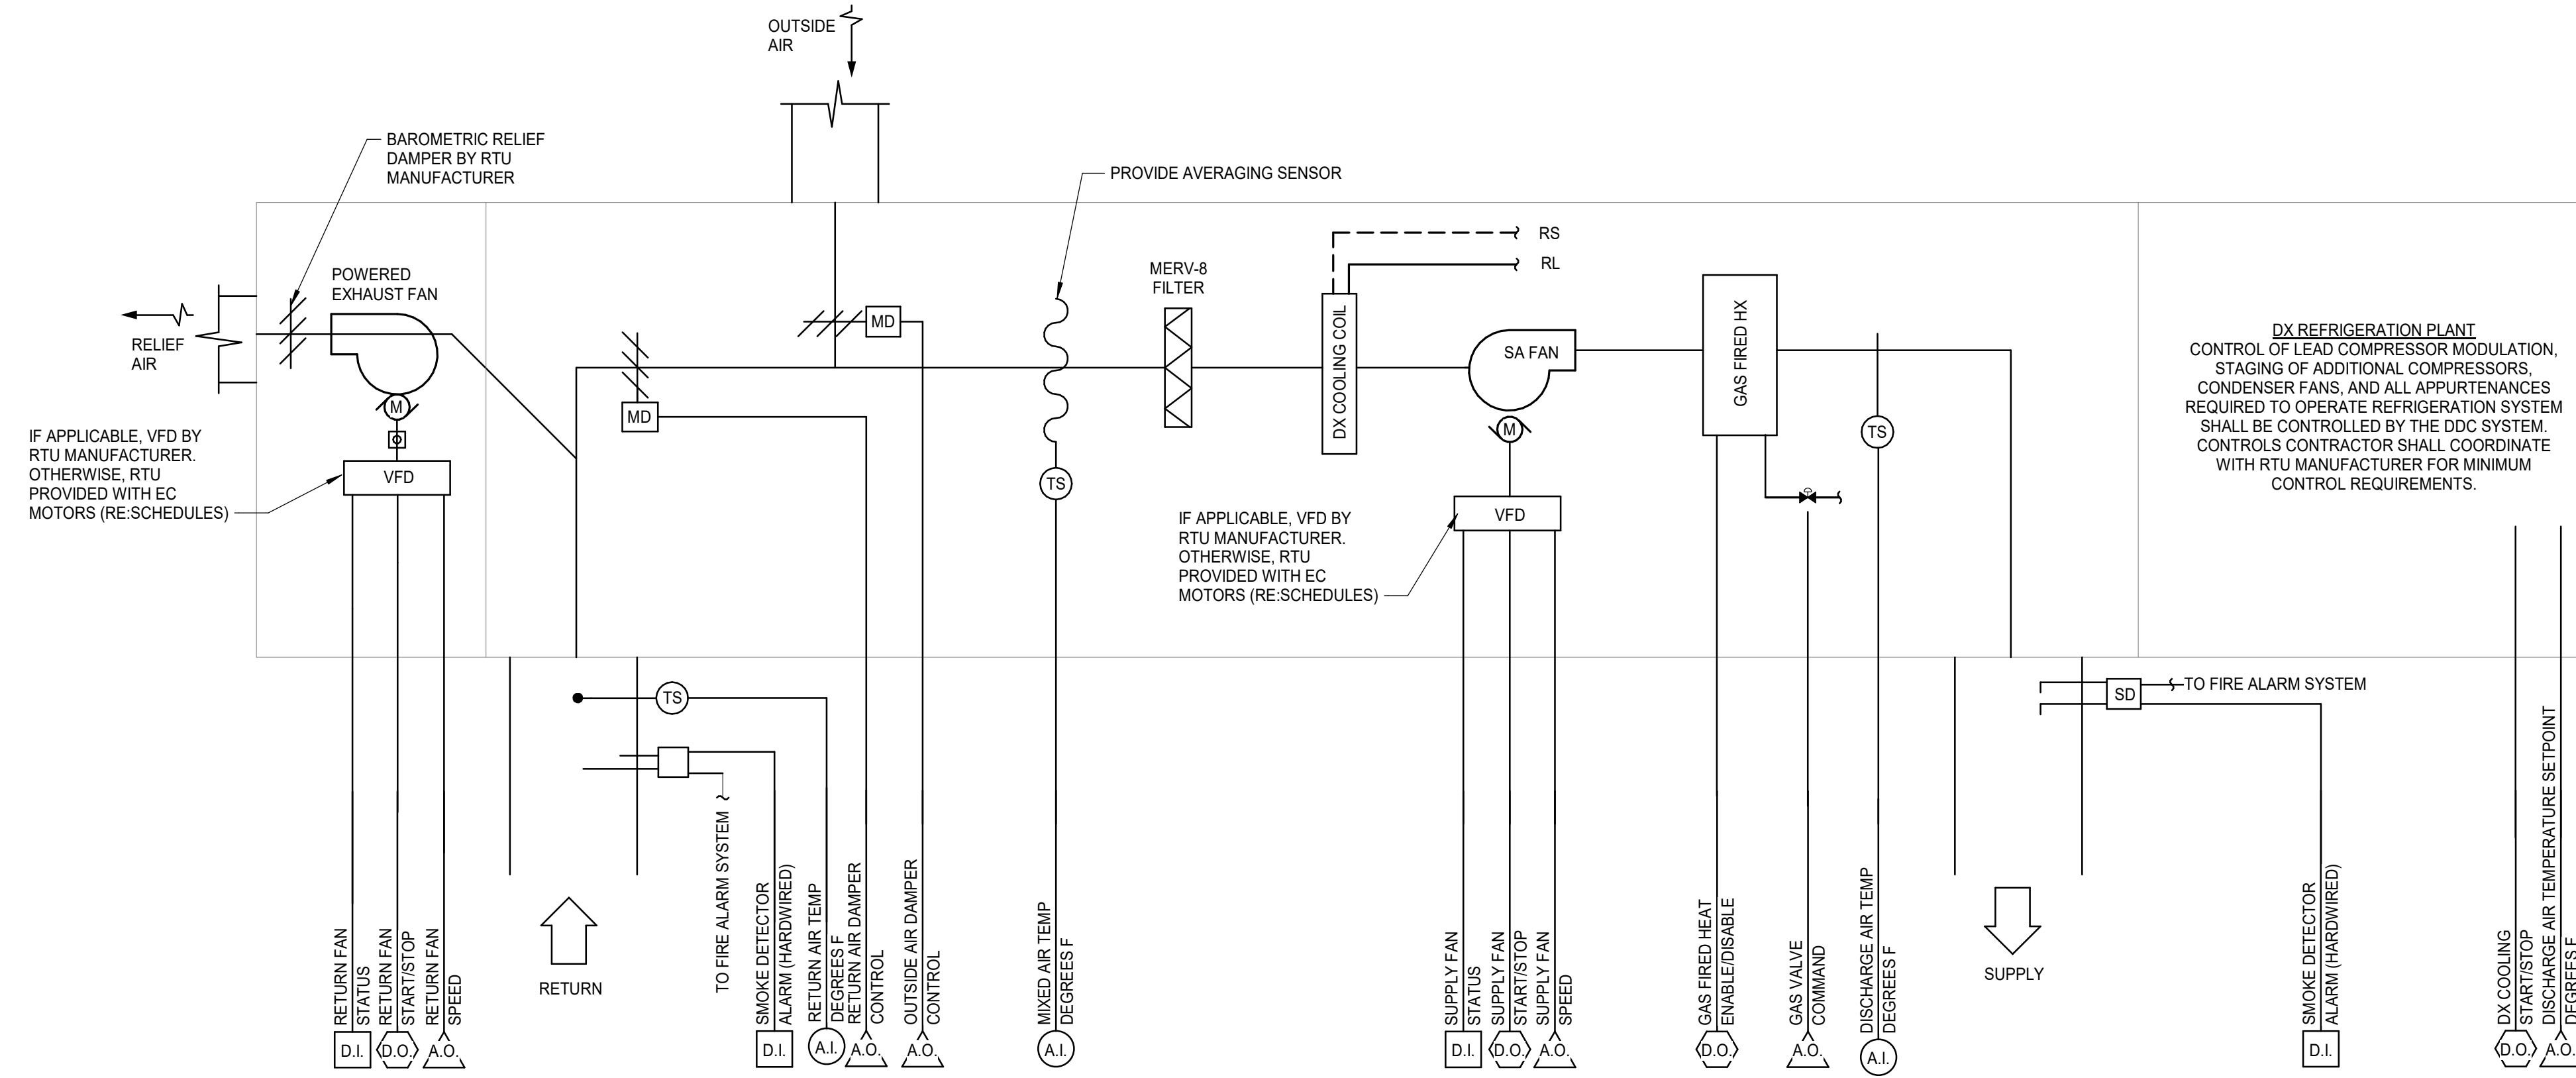 OUTSIDE
AIR
BAROMETRIC RELIEF
DAMPER BY RTU
MANUFACTURER
PROVIDE AVERAGING SENSOR
RS
RL
MERV-8
FILTER
POWERED
EXHAUST FAN
RELIEF
AIR
MD
MD
DX COOLING COIL
SA FAN
GAS FIRED HX
DX REFRIGERATION PLANT
CONTROL OF LEAD COMPRESSOR MODULATION,
STAGING OF ADDITIONAL COMPRESSORS,
CONDENSER FANS, AND ALL APPURTENANCES
REQUIRED TO OPERATE REFRIGERATION SYSTEM
SHALL BE CONTROLLED BY THE DDC SYSTEM.
CONTROLS CONTRACTOR SHALL COORDINATE
WITH RTU MANUFACTURER FOR MINIMUM
CONTROL REQUIREMENTS.
M
M
TS
IF APPLICABLE, VFD BY
RTU MANUFACTURER.
OTHERWISE, RTU
PROVIDED WITH EC
MOTORS (RE:SCHEDULES)
VFD
TS
IF APPLICABLE, VFD BY
RTU MANUFACTURER.
OTHERWISE, RTU
PROVIDED WITH EC
MOTORS (RE:SCHEDULES)
VFD
TS
SD
TO FIRE ALARM SYSTEM
RETURN
SUPPLY
RETURN FAN
STATUS
RETURN FAN
START/STOP
RETURN FAN
SPEED
TO FIRE ALARM SYSTEM
SMOKE DETECTOR
ALARM (HARDWIRED)
RETURN AIR TEMP
DEGREES F
RETURN AIR DAMPER
CONTROL
OUTSIDE AIR DAMPER
CONTROL
MIXED AIR TEMP
DEGREES F
SUPPLY FAN
STATUS
SUPPLY FAN
START/STOP
SUPPLY FAN
SPEED
GAS FIRED HEAT
ENABLE/DISABLE
GAS VALVE
COMMAND
DISCHARGE AIR TEMP
DEGREES F
SMOKE DETECTOR
ALARM (HARDWIRED)
DX COOLING
START/STOP
DISCHARGE AIR TEMPERATURE SETPOINT
DEGREES F
D.I.
D.O.
A.O.
D.I.
A.I.
A.O.
A.O.
A.I.
D.I.
D.O.
A.O.
D.O.
A.O.
A.I.
D.I.
D.O.
A.O.